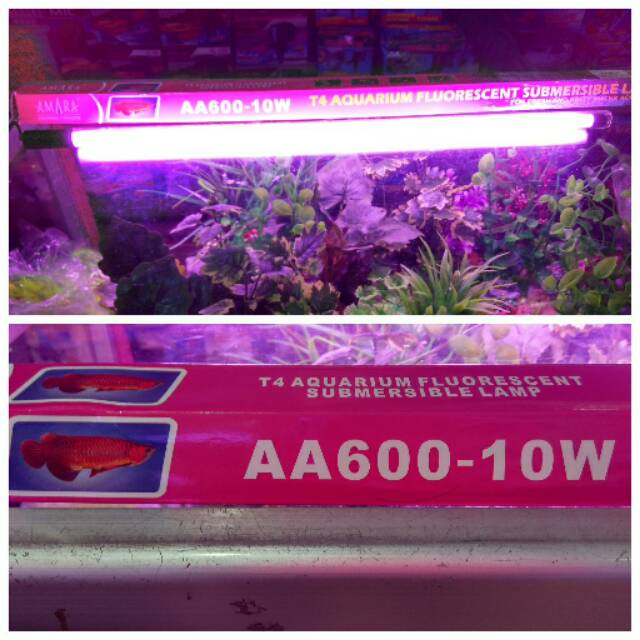 AMARA
AA600-10W
T4 AQUARIUM FLUORESCENT SUBMERSIBLE L
T4 AQUARIUM FLUORESCENT
SUBMERSIBLE LAMP
AA600-10W